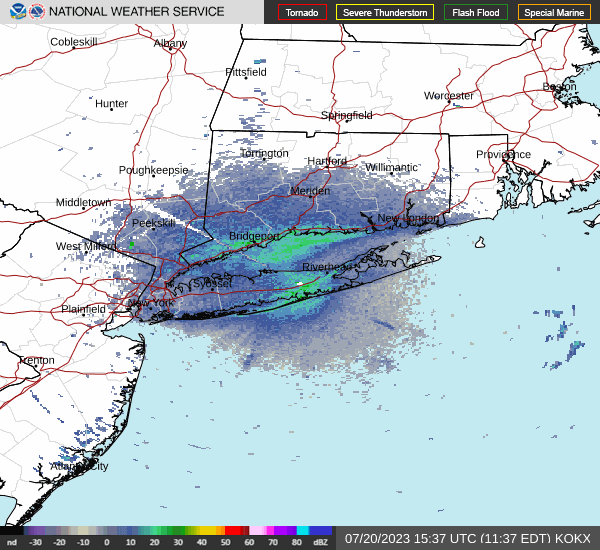 NATIONAL WEATHER SERVICE
Tornado
Severe Thunderstorm
Flash Flood
Special Marine
Cobleskill
Albany
Pittsfield
Boston
Worcester
Hunter
Springfield
Torrington
Hartford
Providence
Poughkeepsie
Willimantic
Meriden
Middletown
Peekskill
New London
Bridgeport
West Milford
Riverhead
Syosset
New York
Plainfield
Trenton
Atlantic City
nd -30 -20 -10 0 10 20 30 40 50 60 70 80 dBZ
07/20/2023 15:37 UTC (11:37 EDT) KOKX